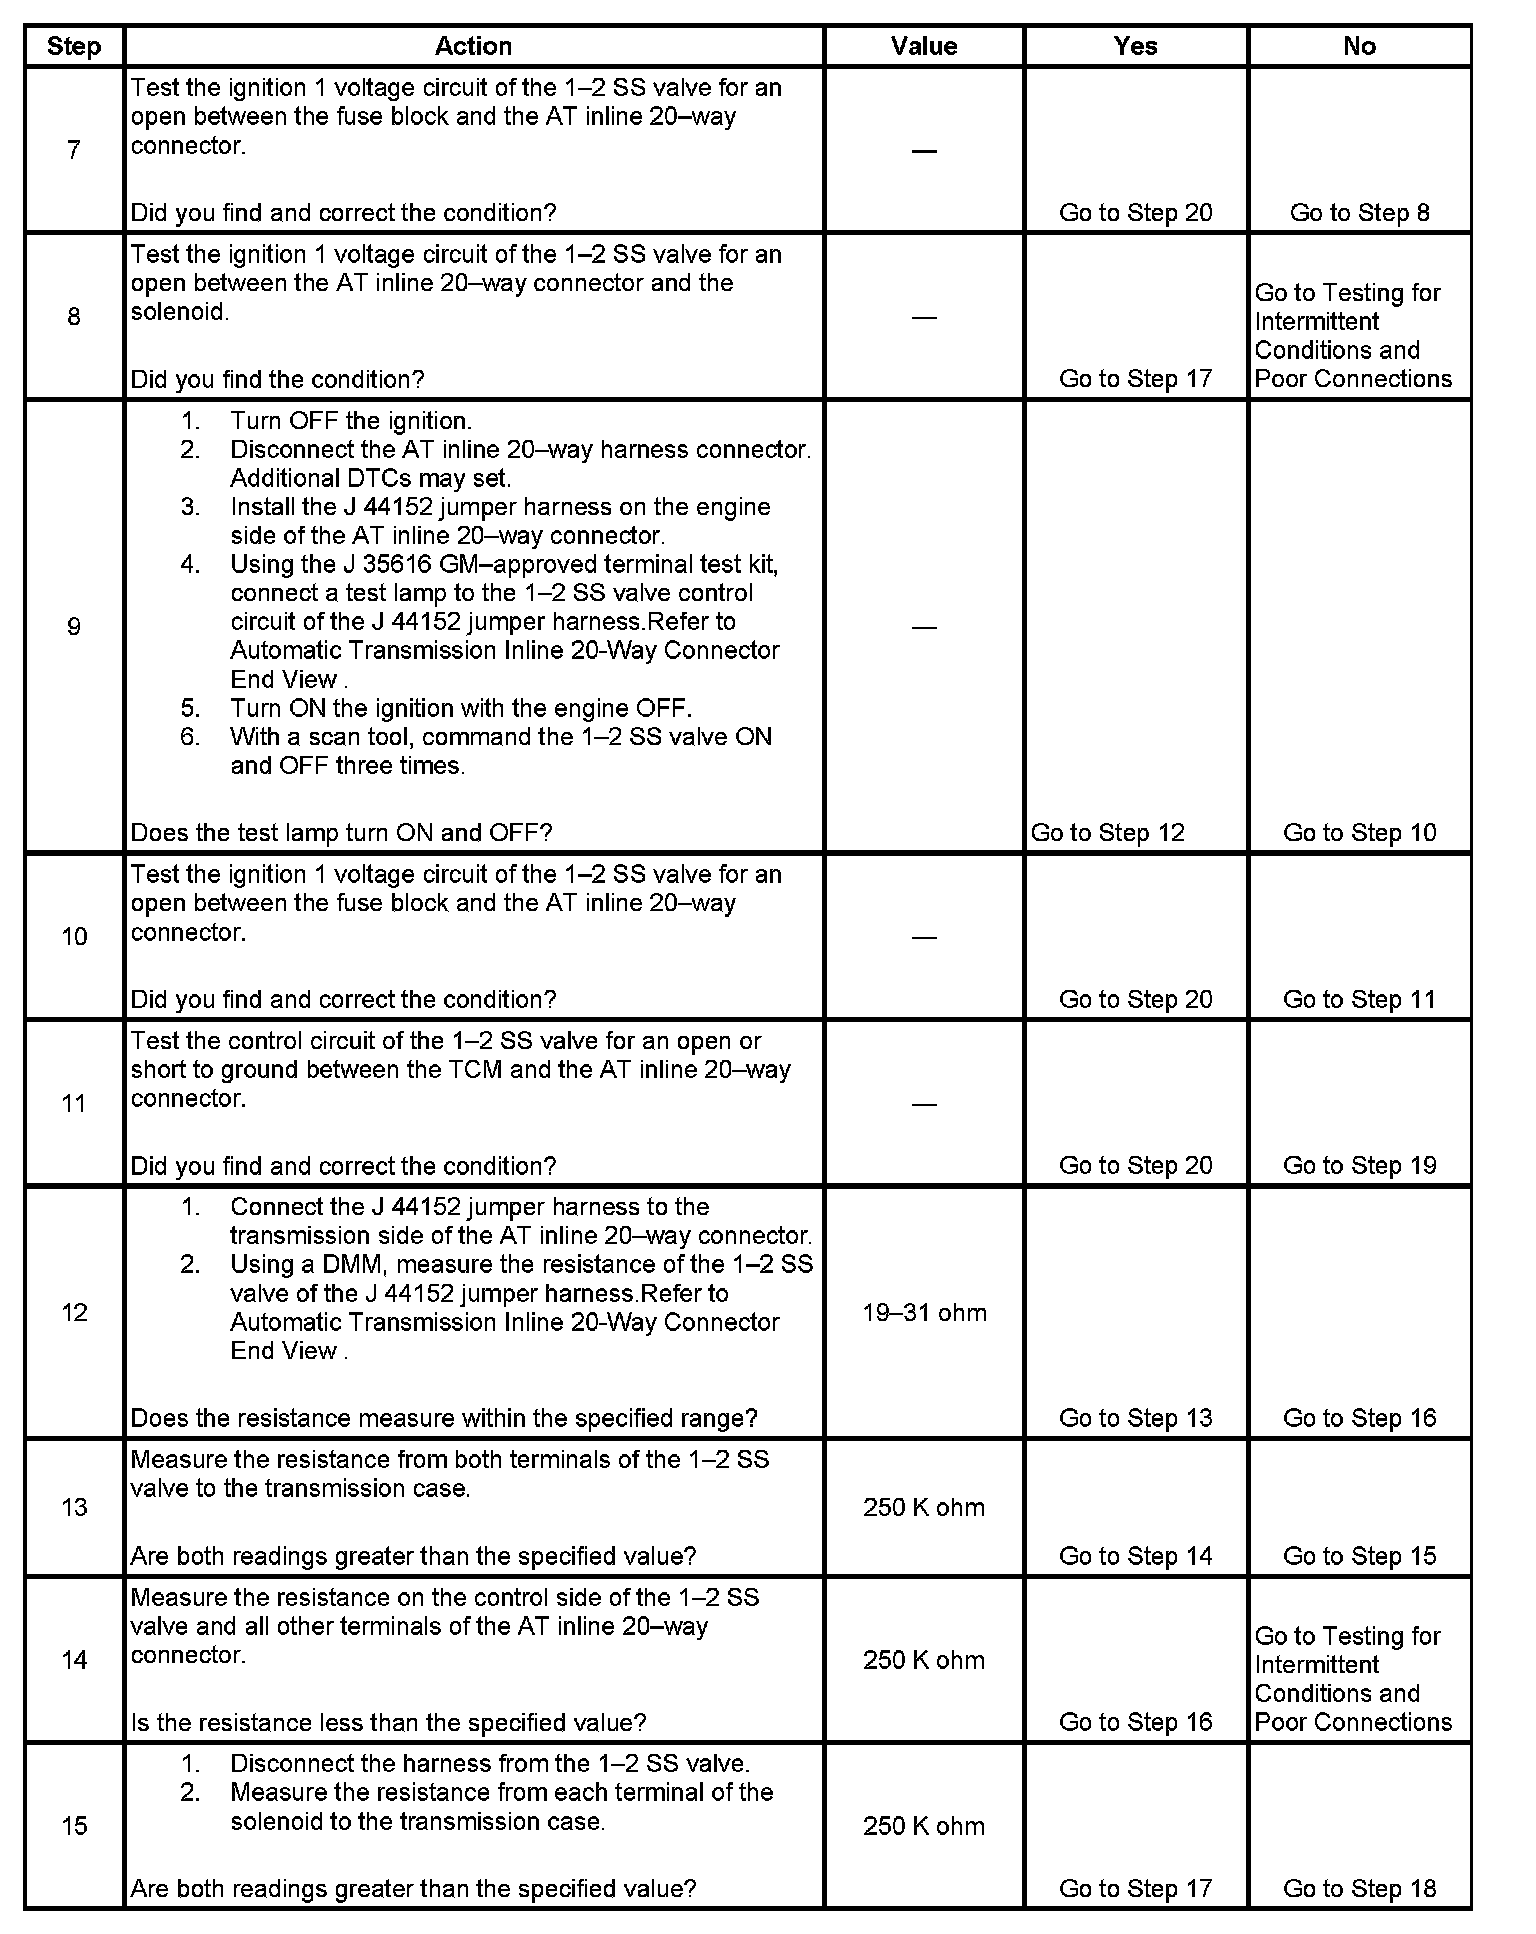 Step Action Value Yes No
Test the ignition 1 voltage circuit of the 1–2 SS valve for an
open between the fuse block and the AT inline 20–way
connector.
7 —
Did you find and correct the condition? Go to Step 20 Go to Step 8
Test the ignition 1 voltage circuit of the 1–2 SS valve for an
open between the AT inline 20–way connector and the
solenoid.
8 —
Did you find the condition? Go to Step 17
Go to Testing for
Intermittent
Conditions and
Poor Connections
1. Turn OFF the ignition.
2. Disconnect the AT inline 20–way harness connector.
Additional DTCs may set.
3. Install the J 44152 jumper harness on the engine
side of the AT inline 20–way connector.
4. Using the J 35616 GM–approved terminal test kit,
connect a test lamp to the 1–2 SS valve control
circuit of the J 44152 jumper harness.Refer to
Automatic Transmission Inline 20-Way Connector
End View .
5. Turn ON the ignition with the engine OFF.
6. With a scan tool, command the 1–2 SS valve ON
and OFF three times.
9 —
Does the test lamp turn ON and OFF? Go to Step 12 Go to Step 10
Test the ignition 1 voltage circuit of the 1–2 SS valve for an
open between the fuse block and the AT inline 20–way
connector.
10 —
Did you find and correct the condition? Go to Step 20 Go to Step 11
Test the control circuit of the 1–2 SS valve for an open or
short to ground between the TCM and the AT inline 20–way
connector.
11 —
Did you find and correct the condition? Go to Step 20 Go to Step 19
1. Connect the J 44152 jumper harness to the
transmission side of the AT inline 20–way connector.
2. Using a DMM, measure the resistance of the 1–2 SS
valve of the J 44152 jumper harness.Refer to
Automatic Transmission Inline 20-Way Connector
End View .
12 19–31 ohm
Does the resistance measure within the specified range? Go to Step 13 Go to Step 16
Measure the resistance from both terminals of the 1–2 SS
valve to the transmission case.
13 250 K ohm
Are both readings greater than the specified value? Go to Step 14 Go to Step 15
Measure the resistance on the control side of the 1–2 SS
valve and all other terminals of the AT inline 20–way
connector.
14 250 K ohm
Is the resistance less than the specified value? Go to Step 16
Go to Testing for
Intermittent
Conditions and
Poor Connections
1. Disconnect the harness from the 1–2 SS valve.
2. Measure the resistance from each terminal of the
solenoid to the transmission case.
15 250 K ohm
Are both readings greater than the specified value? Go to Step 17 Go to Step 18